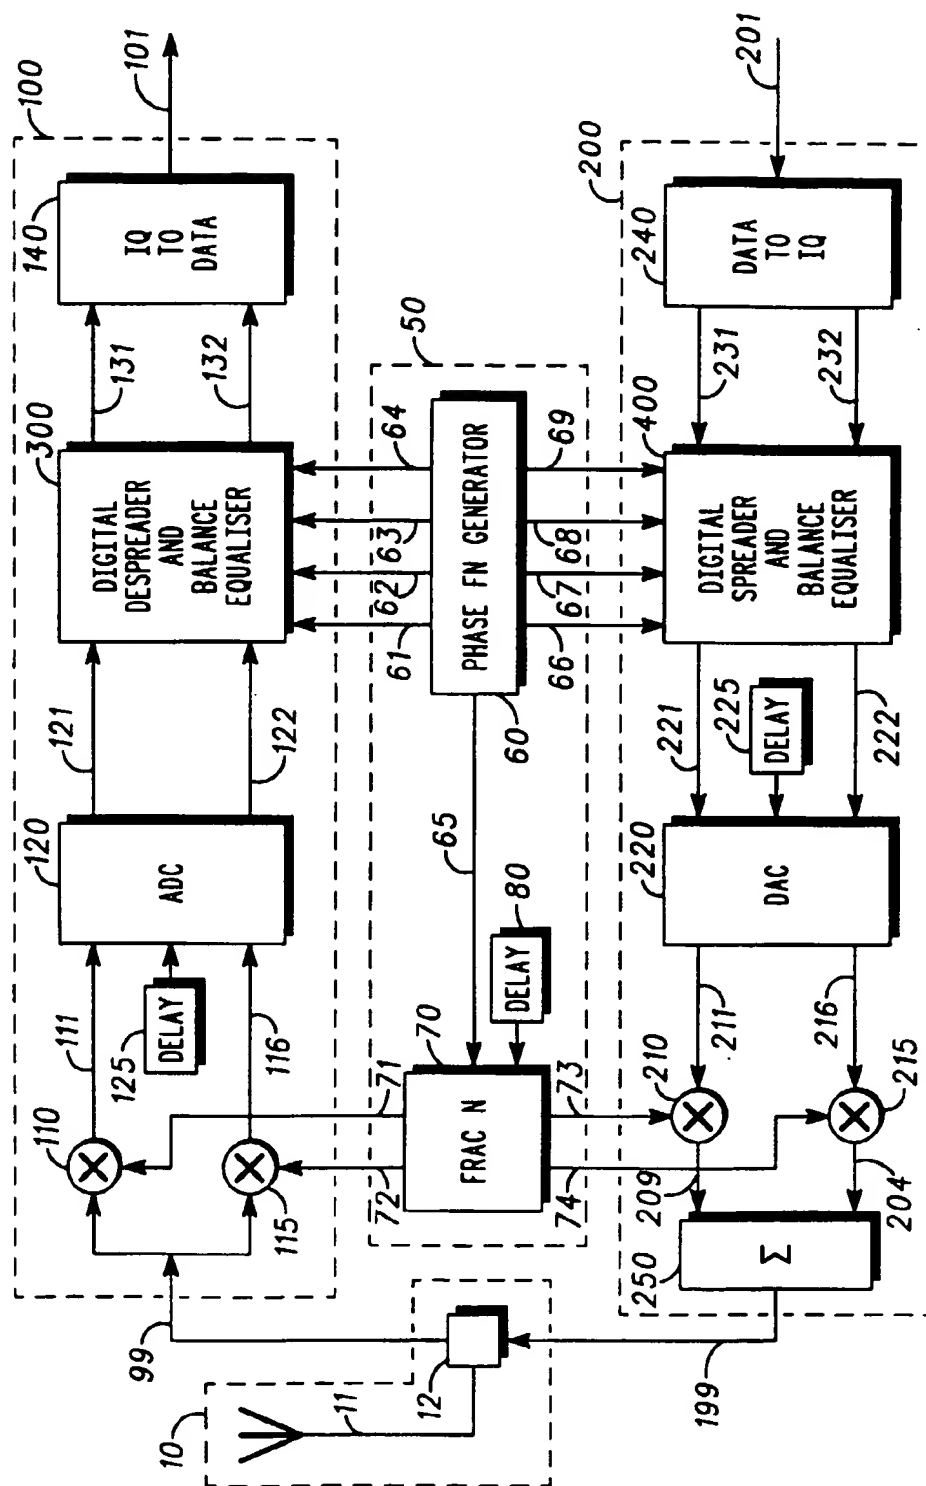 100
101
140
IQ
TO
DATA
131
132
300
DIGITAL
DESPREADER
AND
BALANCE
EQUALISER
121
122
120
ADC
111
125
DELAY
116
110
115
99
50
64
63
62
61
PHASE FN GENERATOR
69
68
67
66
60
65
80
DELAY
70
FRAC N
71
72
73
74
10
11
12
199
200
201
240
DATA
TO
IQ
231
232
400
DIGITAL
SPREADER
AND
BALANCE
EQUALISER
221
225
DELAY
222
220
DAC
211
216
210
215
209
204
250
Σ